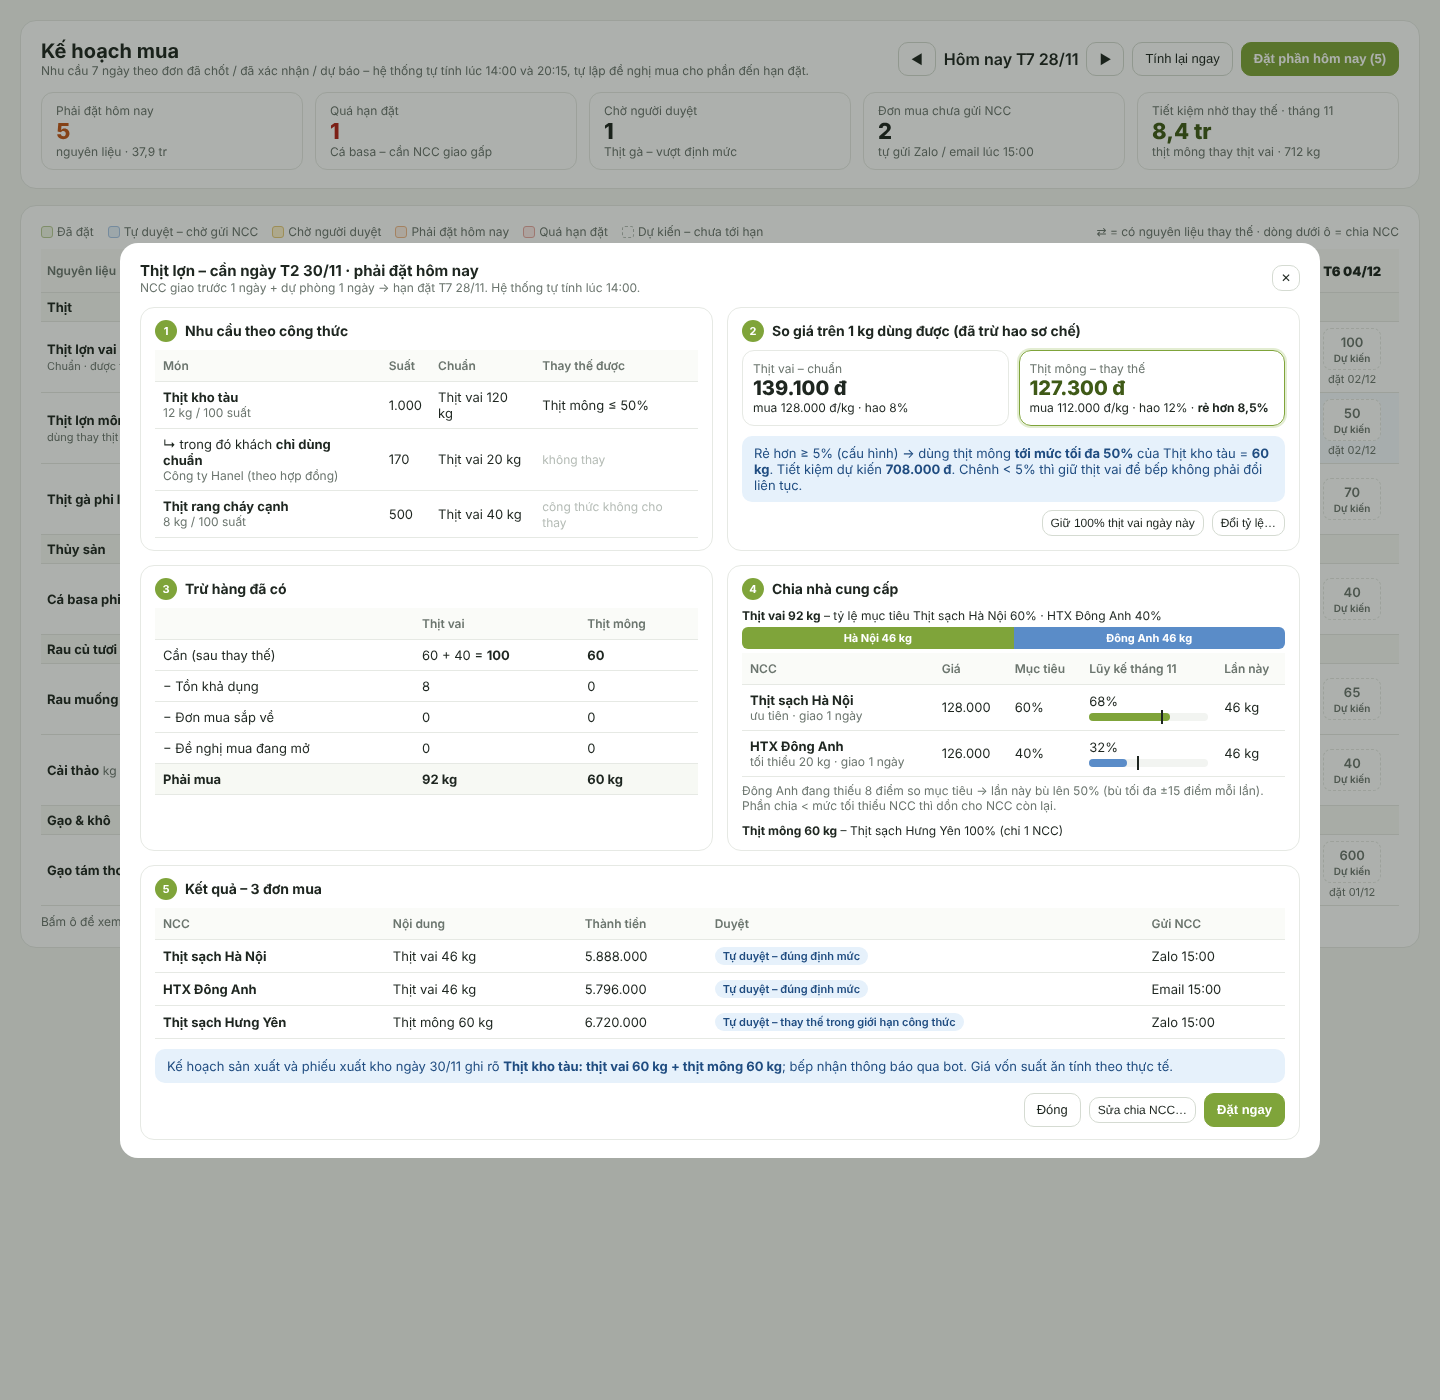 Kế hoạch mua
Nhu cầu 7 ngày theo đơn đã chốt / đã xác nhận / dự báo – hệ thống tự tính lúc 14:00 và 20:15, tự lập đề nghị mua cho phần đến hạn đặt.
◀ Hôm nay T7 28/11 ▶ Tính lại ngay Đặt phần hôm nay (5)
Phải đặt hôm nay
5
nguyên liệu · 37,9 tr
Quá hạn đặt
1
Cá basa – cần NCC giao gấp
Chờ người duyệt
1
Thịt gà – vượt định mức
Đơn mua chưa gửi NCC
2
tự gửi Zalo / email lúc 15:00
Tiết kiệm nhờ thay thế · tháng 11
8,4 tr
thịt mông thay thịt vai · 712 kg
Đã đặt Tự duyệt – chờ gửi NCC Chờ người duyệt Phải đặt hôm nay Quá hạn đặt Dự kiến – chưa tới hạn
⇄ = có nguyên liệu thay thế · dòng dưới ô = chia NCC
Nguyên liệu
T6 04/12
Thịt
Thịt lợn vai
Chuẩn · được
100
Dự kiến
đặt 02/12
Thịt lợn môn
dùng thay thịt
50
Dự kiến
đặt 02/12
Thịt gà phi
70
Dự kiến
Thủy sản
Cá basa phi
40
Dự kiến
Rau củ tươi
Rau muống
65
Dự kiến
Cải thảo kg
40
Dự kiến
Gạo & khô
Gạo tám thơ
600
Dự kiến
đặt 01/12
Bấm ô để xem
Thịt lợn – cần ngày T2 30/11 · phải đặt hôm nay
NCC giao trước 1 ngày + dự phòng 1 ngày → hạn đặt T7 28/11. Hệ thống tự tính lúc 14:00.
×
1 Nhu cầu theo công thức
Món Suất Chuẩn Thay thế được
Thịt kho tàu
12 kg / 100 suất
1.000
Thịt vai 120
kg
Thịt mông ≤ 50%
↳ trong đó khách chỉ dùng
chuẩn
Công ty Hanel (theo hợp đồng)
170
Thịt vai 20 kg
không thay
Thịt rang cháy cạnh
8 kg / 100 suất
500
Thịt vai 40 kg
công thức không cho
thay
2 So giá trên 1 kg dùng được (đã trừ hao sơ chế)
Thịt vai – chuẩn
139.100 đ
mua 128.000 đ/kg · hao 8%
Thịt mông – thay thế
127.300 đ
mua 112.000 đ/kg · hao 12% · rẻ hơn 8,5%
Rẻ hơn ≥ 5% (cấu hình) → dùng thịt mông tới mức tối đa 50% của Thịt kho tàu = 60
kg. Tiết kiệm dự kiến 708.000 đ. Chênh < 5% thì giữ thịt vai để bếp không phải đổi
liên tục.
Giữ 100% thịt vai ngày này Đổi tỷ lệ…
3 Trừ hàng đã có
Thịt vai Thịt mông
Cần (sau thay thế) 60 + 40 = 100 60
− Tồn khả dụng 8 0
− Đơn mua sắp về 0 0
− Đề nghị mua đang mở 0 0
Phải mua 92 kg 60 kg
4 Chia nhà cung cấp
Thịt vai 92 kg – tỷ lệ mục tiêu Thịt sạch Hà Nội 60% · HTX Đông Anh 40%
Hà Nội 46 kg Đông Anh 46 kg
NCC Giá Mục tiêu Lũy kế tháng 11 Lần này
Thịt sạch Hà Nội
ưu tiên · giao 1 ngày
128.000 60% 68% 46 kg
HTX Đông Anh
tối thiểu 20 kg · giao 1 ngày
126.000 40% 32% 46 kg
Đông Anh đang thiếu 8 điểm so mục tiêu → lần này bù lên 50% (bù tối đa ±15 điểm mỗi lần).
Phần chia < mức tối thiểu NCC thì dồn cho NCC còn lại.
Thịt mông 60 kg – Thịt sạch Hưng Yên 100% (chỉ 1 NCC)
5 Kết quả – 3 đơn mua
NCC Nội dung Thành tiền Duyệt Gửi NCC
Thịt sạch Hà Nội Thịt vai 46 kg 5.888.000 Tự duyệt – đúng định mức Zalo 15:00
HTX Đông Anh Thịt vai 46 kg 5.796.000 Tự duyệt – đúng định mức Email 15:00
Thịt sạch Hưng Yên Thịt mông 60 kg 6.720.000 Tự duyệt – thay thế trong giới hạn công thức Zalo 15:00
Kế hoạch sản xuất và phiếu xuất kho ngày 30/11 ghi rõ Thịt kho tàu: thịt vai 60 kg + thịt mông 60 kg; bếp nhận thông báo qua bot. Giá vốn suất ăn tính theo thực tế.
Đóng Sửa chia NCC… Đặt ngay